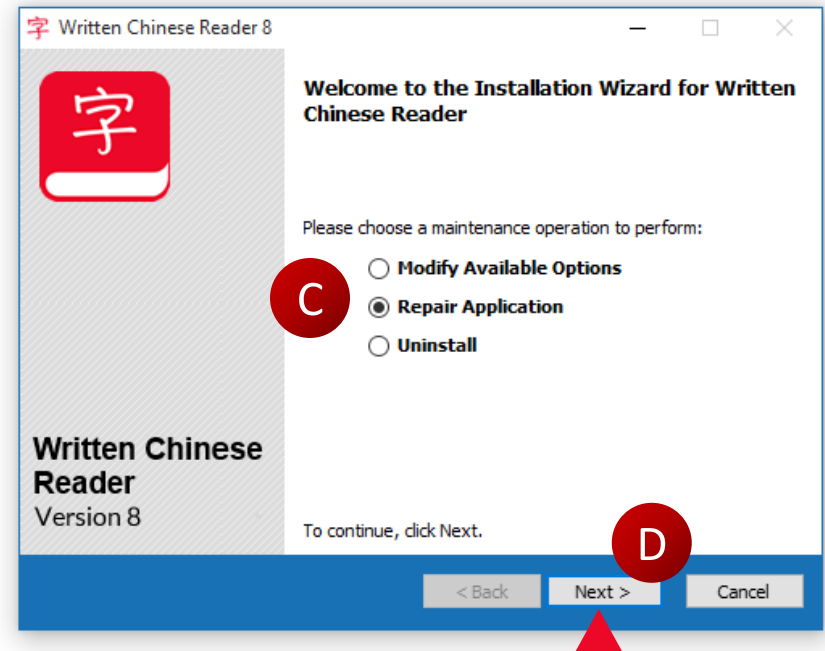 字 Written Chinese Reader 8
字
Welcome to the Installation Wizard for Written
Chinese Reader
Please choose a maintenance operation to perform:
Modify Available Options
C
Repair Application
Uninstall
Written Chinese
Reader
Version 8
To continue, click Next.
D
< Back
Next >
Cancel